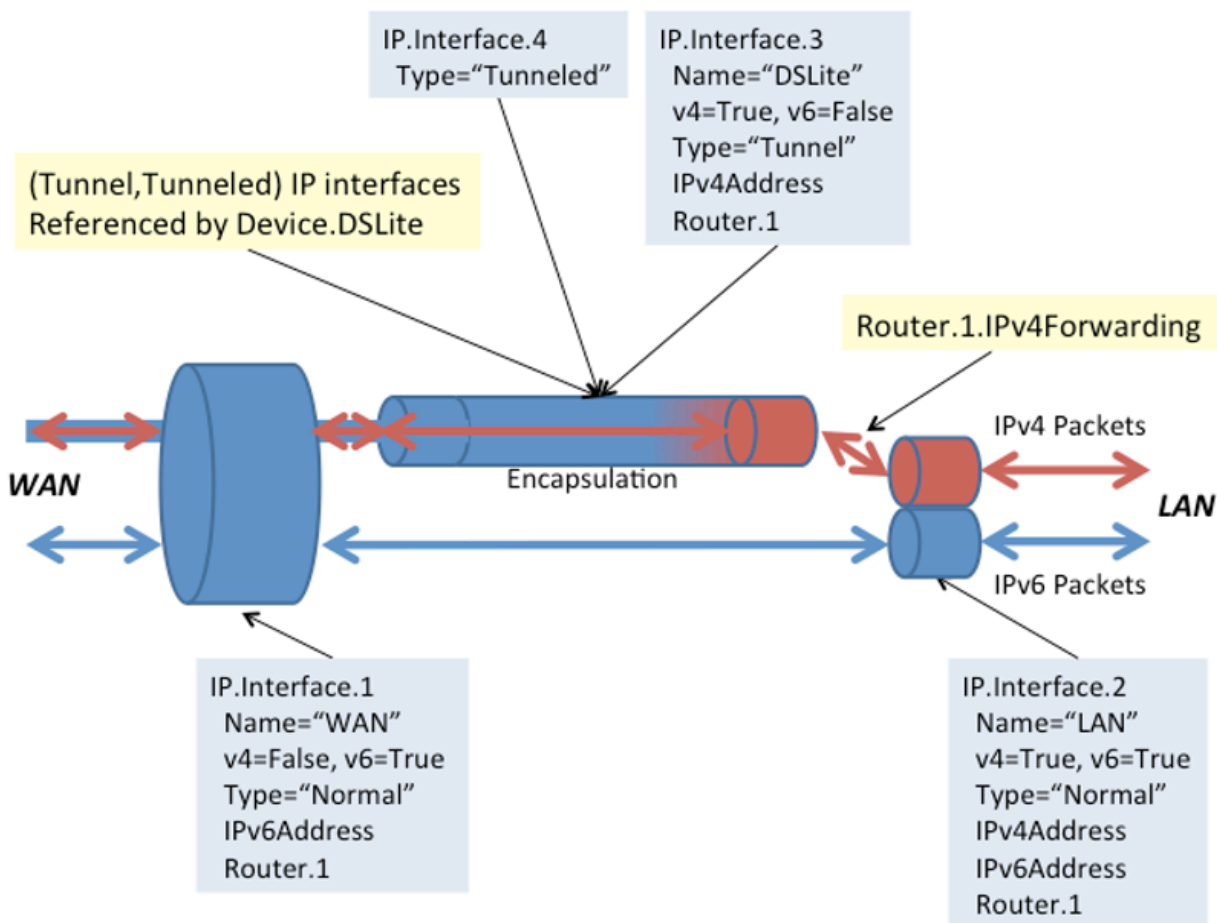 IP.Interface.4
Type=“Tunneled”
IP.Interface.3
Name=“DSLite”
v4=True, v6=False
Type=“Tunnel”
IPv4Address
Router.1
(Tunnel,Tunneled) IP interfaces
Referenced by Device.DSLite
Router.1.IPv4Forwarding
IPv4 Packets
Encapsulation
WAN
LAN
IPv6 Packets
IP.Interface.1
Name=“WAN”
v4=False, v6=True
Type=“Normal”
IPv6Address
Router.1
IP.Interface.2
Name=“LAN”
v4=True, v6=True
Type=“Normal”
IPv4Address
IPv6Address
Router.1